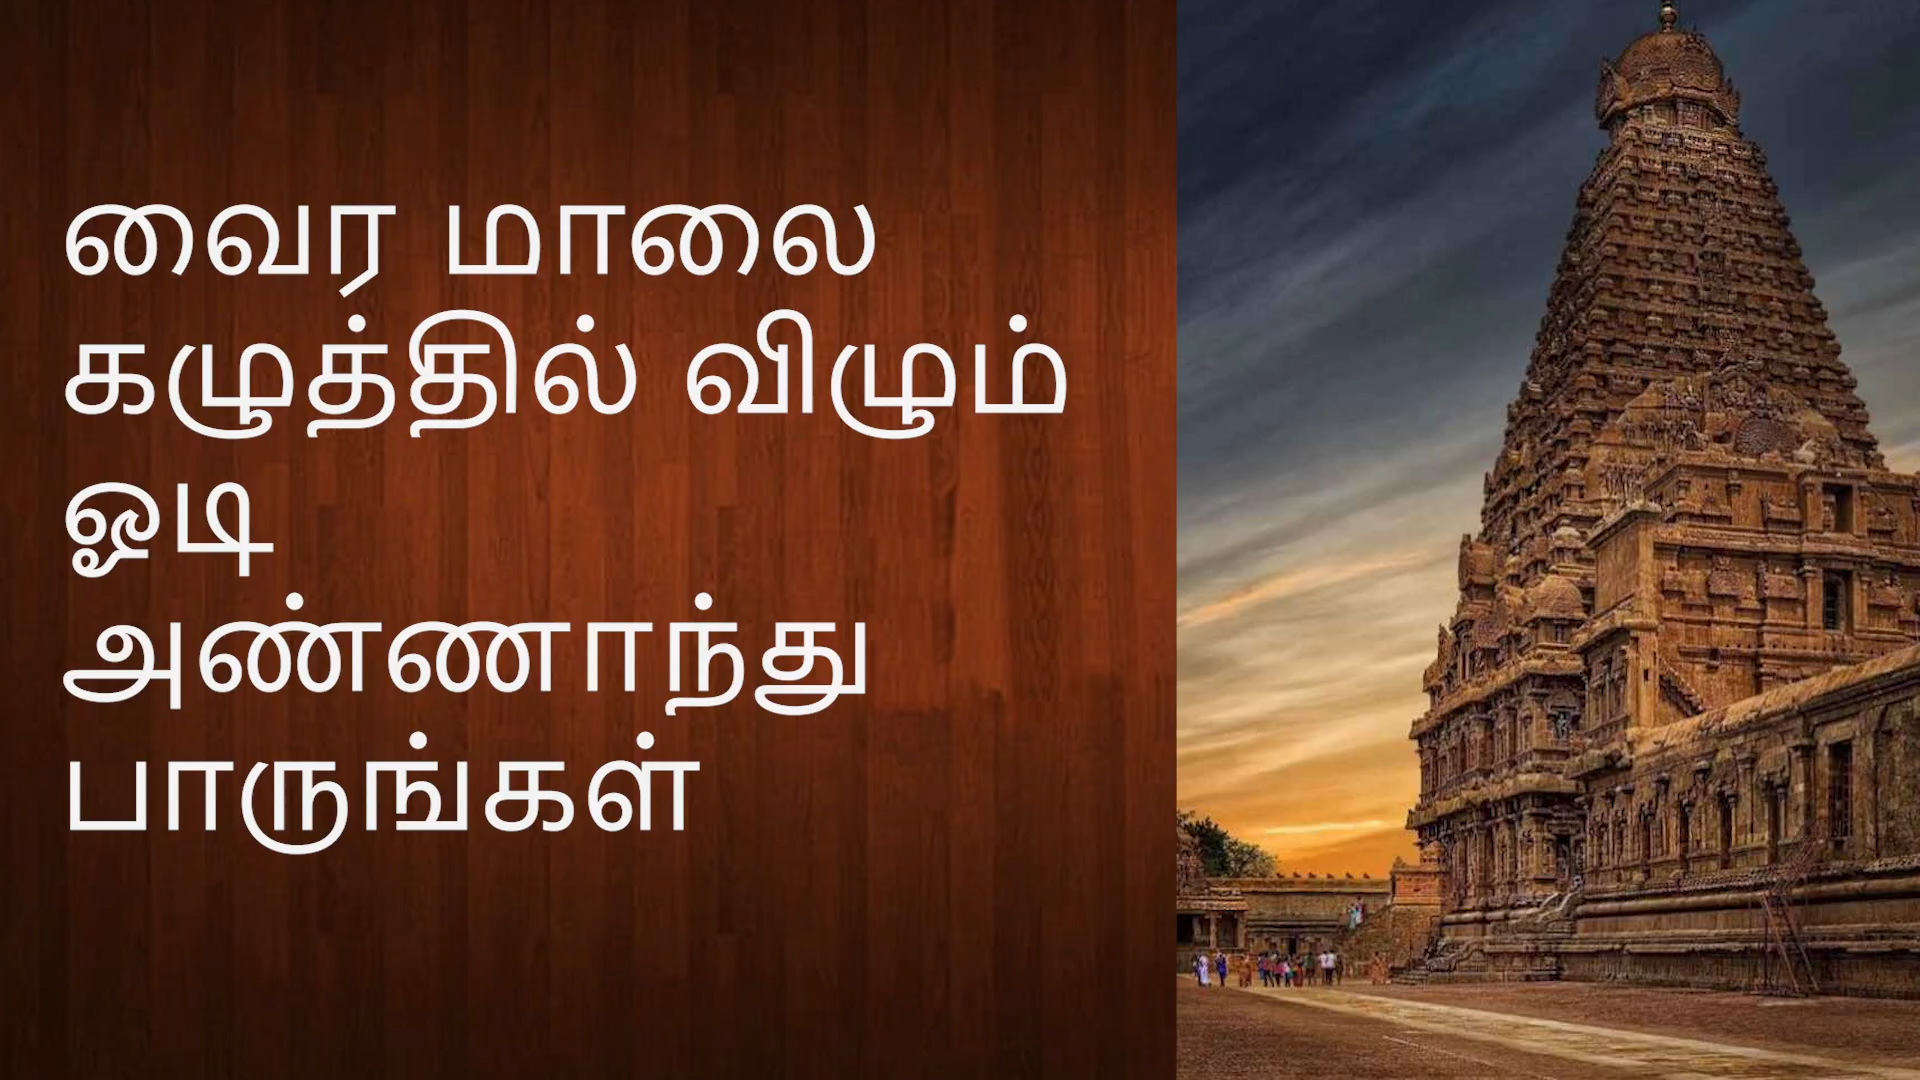 வைர மாலை
கழுத்தில் விழும்
ஓடி
அண்ணாந்து
பாருங்கள்